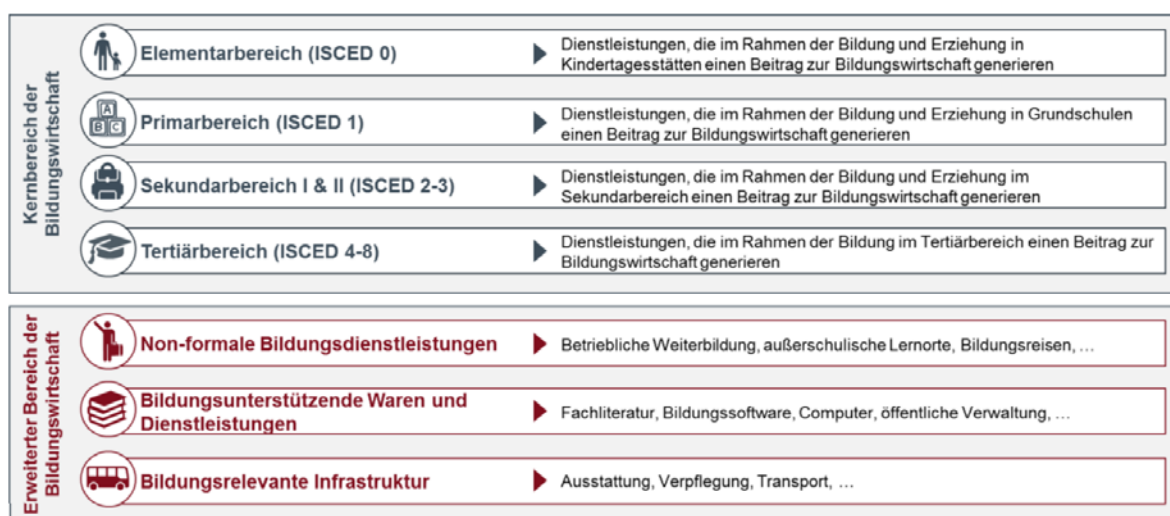 Kernbereich der
Bildungswirtschaft
Elementarbereich (ISCED 0)
Dienstleistungen, die im Rahmen der Bildung und Erziehung in
Kindertagesstätten einen Beitrag zur Bildungswirtschaft generieren
A
B C
Primarbereich (ISCED 1)
Dienstleistungen, die im Rahmen der Bildung und Erziehung in Grundschulen
einen Beitrag zur Bildungswirtschaft generieren
Sekundarbereich I & II (ISCED 2-3)
Dienstleistungen, die im Rahmen der Bildung und Erziehung im
Sekundarbereich einen Beitrag zur Bildungswirtschaft generieren
Tertiärbereich (ISCED 4-8)
Dienstleistungen, die im Rahmen der Bildung im Tertiärbereich einen Beitrag zur
Bildungswirtschaft generieren
Erweiterter Bereich der
Bildungswirtschaft
Non-formale Bildungsdienstleistungen
Betriebliche Weiterbildung, außerschulische Lernorte, Bildungsreisen, …
Bildungsunterstützende Waren und
Dienstleistungen
Fachliteratur, Bildungssoftware, Computer, öffentliche Verwaltung, …
Bildungsrelevante Infrastruktur
Ausstattung, Verpflegung, Transport, …